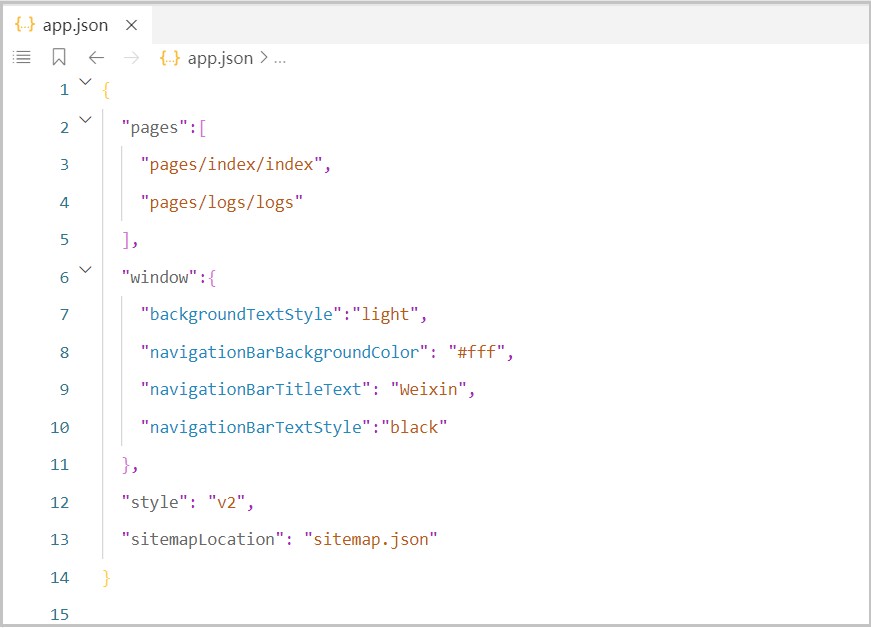 {..} app.json ×
{..} app.json > ...
1 {
2 "pages":[
3 "pages/index/index",
4 "pages/logs/logs"
5 ],
6 "window":{
7 "backgroundTextStyle":"light",
8 "navigationBarBackgroundColor": "#fff",
9 "navigationBarTitleText": "Weixin",
10 "navigationBarTextStyle":"black"
11 },
12 "style": "v2",
13 "sitemapLocation": "sitemap.json"
14 }
15